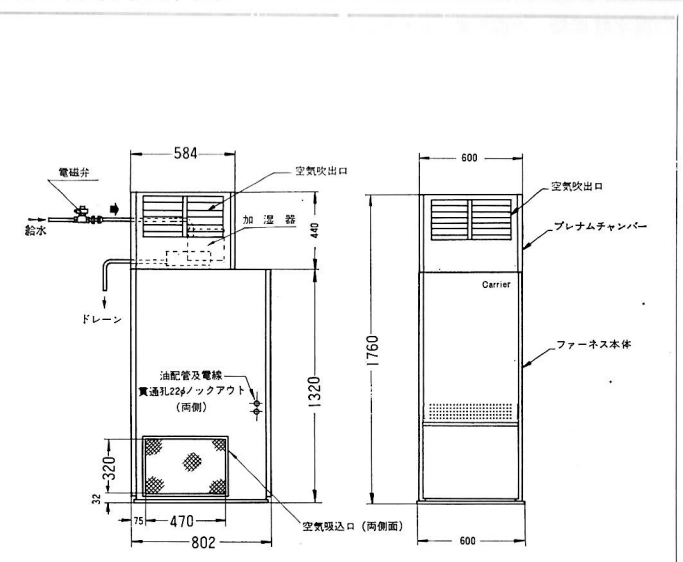 584
電磁弁
空気吹出口
給水
加湿器
440
ドレーン
油配管及電線
貫通孔22φノックアウト
(両側)
1320
320
32
75
470
802
空気吸込口(両側面)
600
空気吹出口
プレナムチャンバー
Carrier
1760
ファーネス本体
600